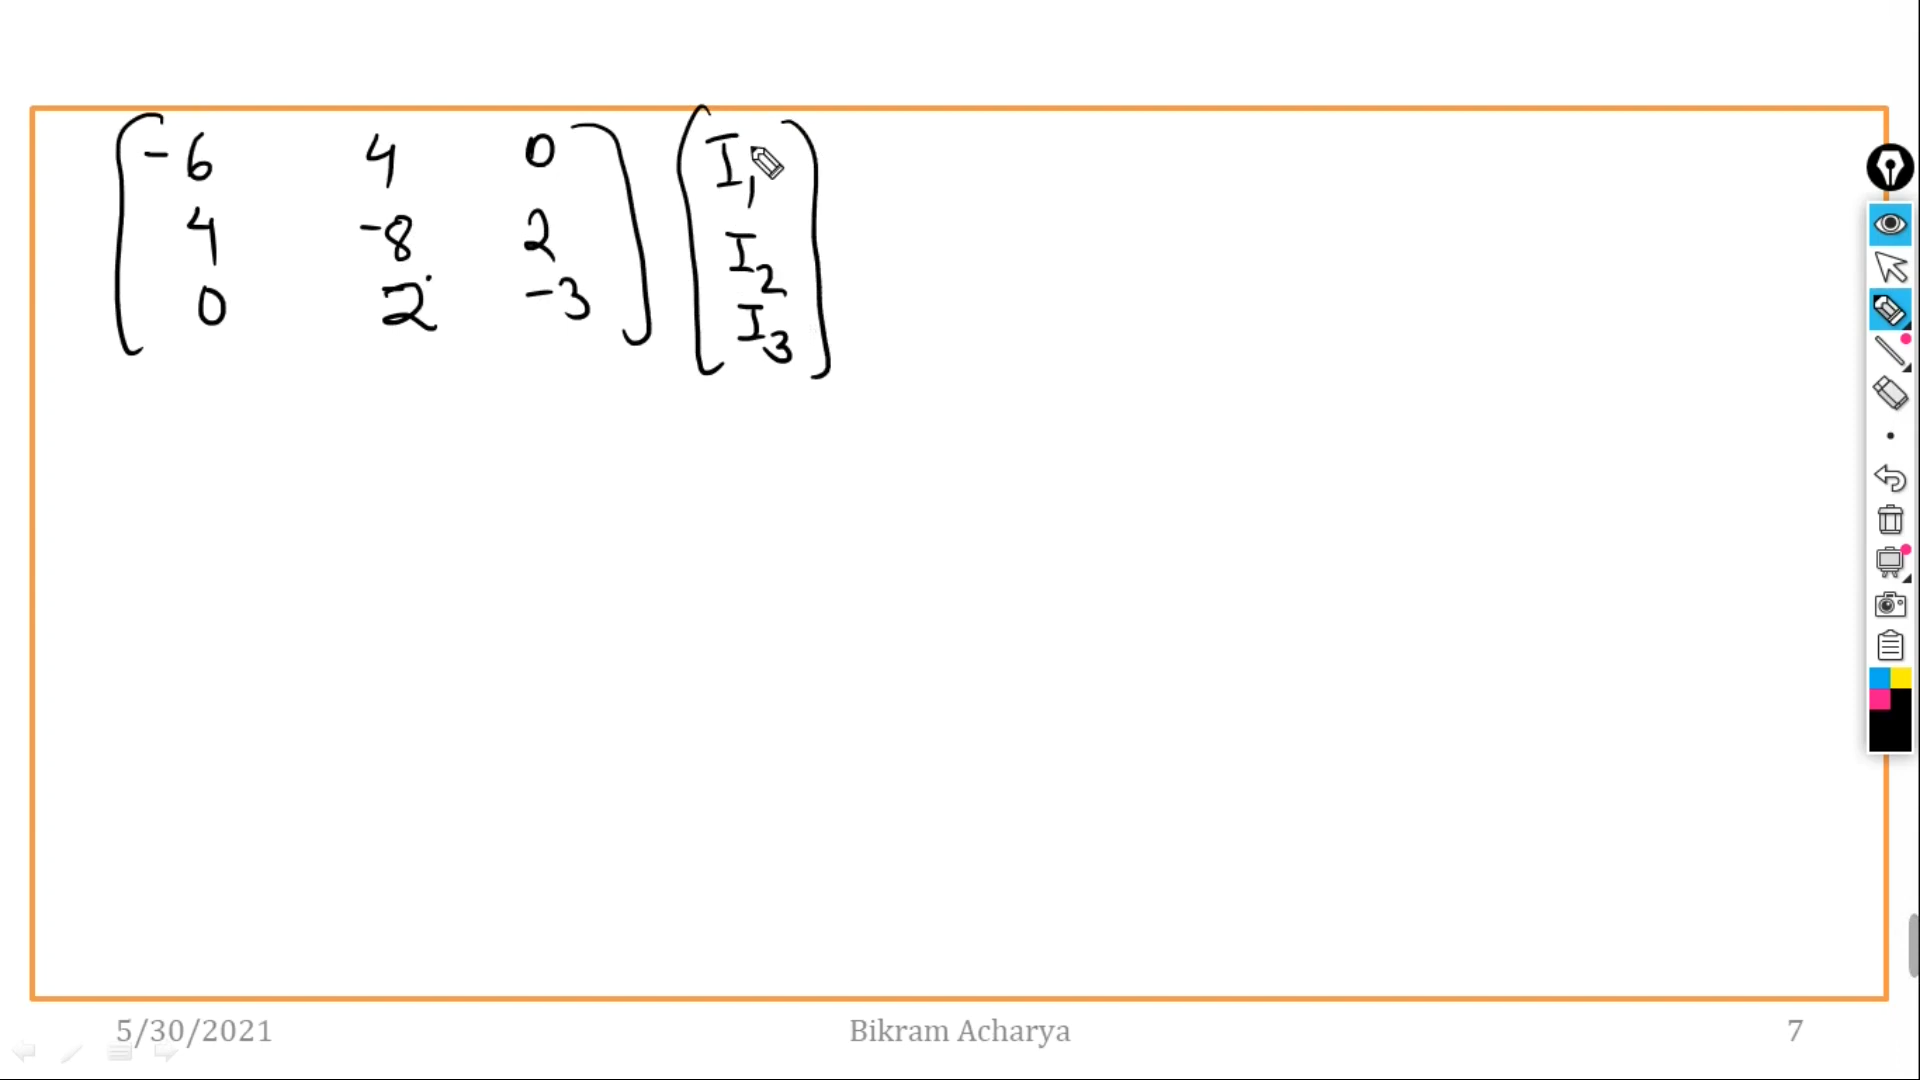 -6 4 0 I₁
4 -8 2 I₂
0 2 -3 I₃
5/30/2021 Bikram Acharya 7